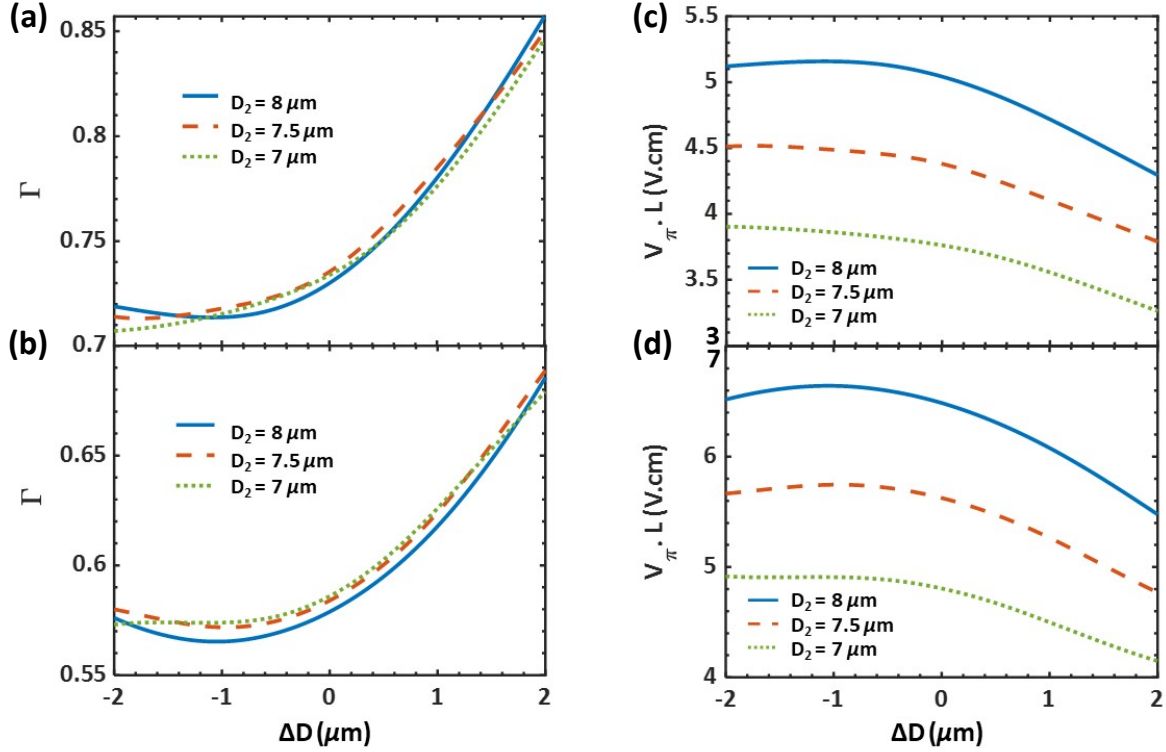 (a)
0.85
0.8
0.75
0.7
Γ
D₂ = 8 μm
D₂ = 7.5 μm
D₂ = 7 μm
(b)
0.65
0.6
0.55
Γ
D₂ = 8 μm
D₂ = 7.5 μm
D₂ = 7 μm
-2 -1 0 1 2
ΔD (μm)
(c)
5.5
5
4.5
4
3.5
3
V_π . L (V.cm)
D₂ = 8 μm
D₂ = 7.5 μm
D₂ = 7 μm
(d)
7
6
5
4
V_π . L (V.cm)
D₂ = 8 μm
D₂ = 7.5 μm
D₂ = 7 μm
-2 -1 0 1 2
ΔD (μm)